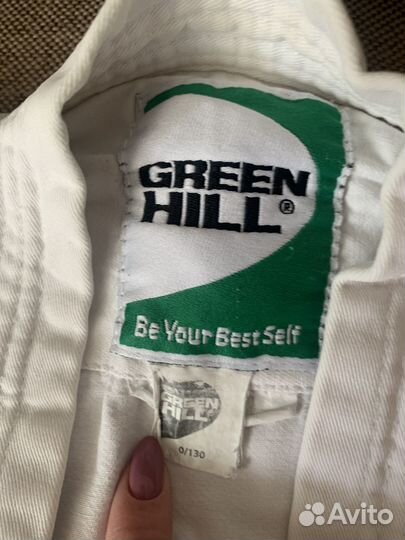 GREEN
HILL®
Be Your Best Self
GREEN
HILL
0/130
Avito